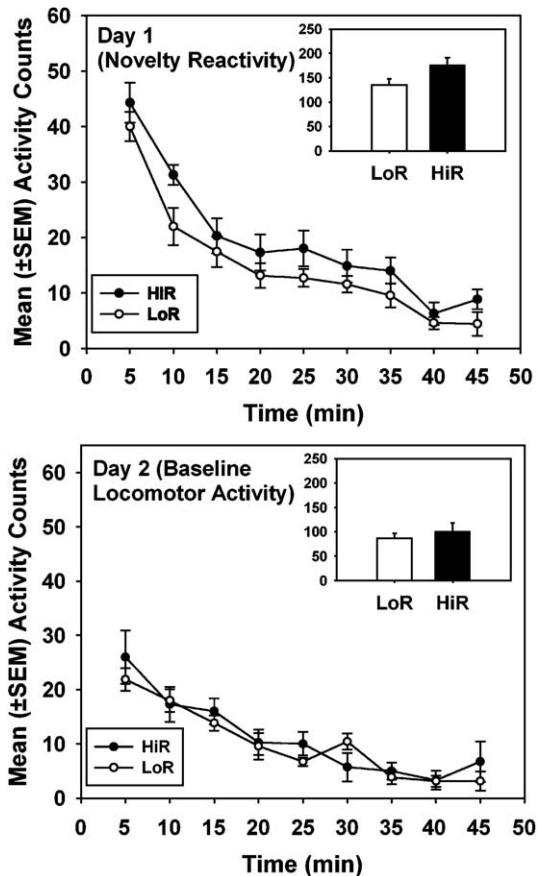 Mean (±SEM) Activity Counts
60
50
40
30
20
10
0
Day 1
(Novelty Reactivity)
250
200
150
100
50
0
LoR HiR
HIR
LoR
0 5 10 15 20 25 30 35 40 45 50
Time (min)
Mean (±SEM) Activity Counts
60
50
40
30
20
10
0
Day 2 (Baseline
Locomotor Activity)
250
200
150
100
50
0
LoR HiR
HiR
LoR
0 5 10 15 20 25 30 35 40 45 50
Time (min)